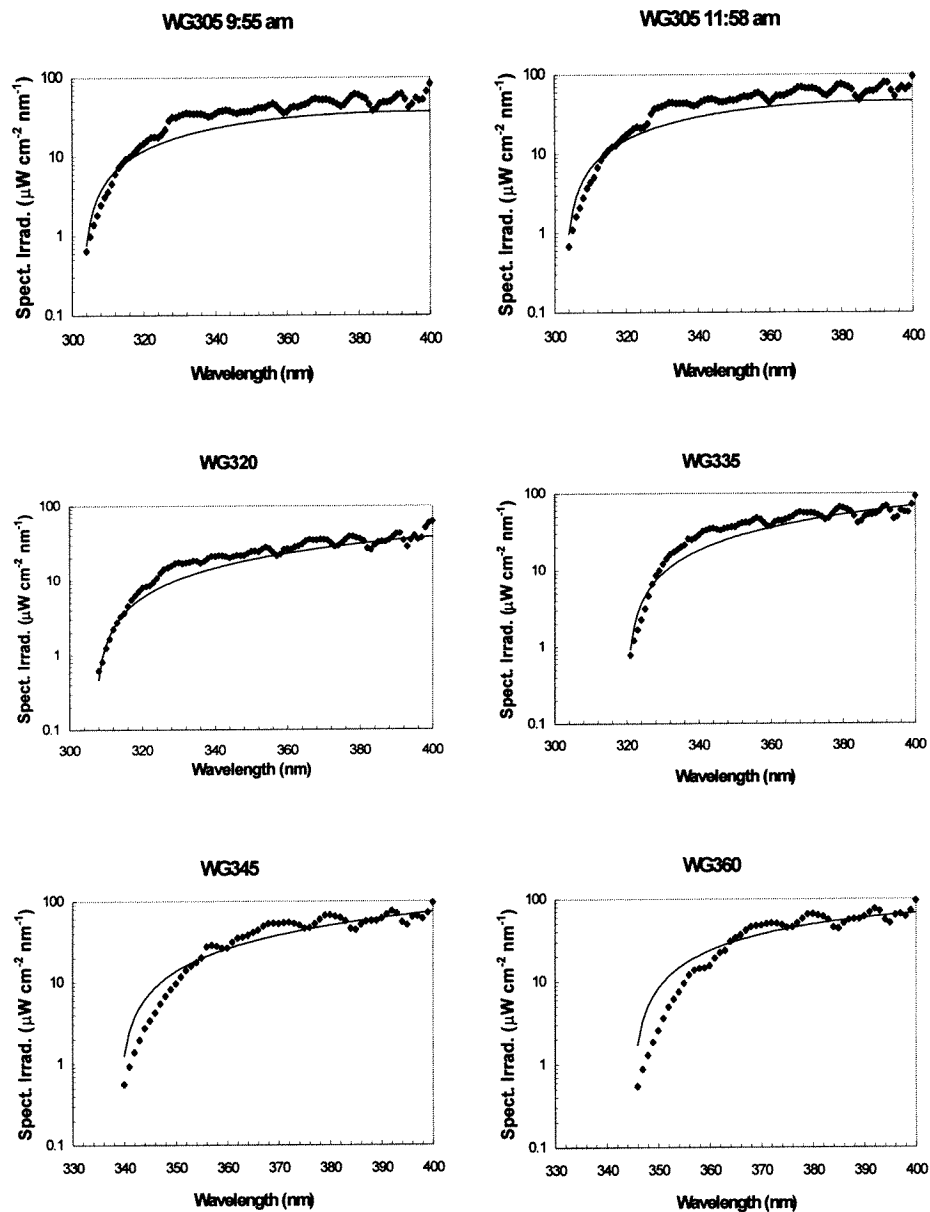 WG305 9:55 am
Spect. Irrad. (μW cm-2 nm-1)
100
10
1
0.1
300 320 340 360 380 400
Wavelength (nm)
WG305 11:58 am
Spect. Irrad. (μW cm-2 nm-1)
100
10
1
0.1
300 320 340 360 380 400
Wavelength (nm)
WG320
Spect. Irrad. (μW cm-2 nm-1)
100
10
1
0.1
300 320 340 360 380 400
Wavelength (nm)
WG335
Spect. Irrad. (μW cm-2 nm-1)
100
10
1
0.1
300 320 340 360 380 400
Wavelength (nm)
WG345
Spect. Irrad. (μW cm-2 nm-1)
100
10
1
0.1
330 340 350 360 370 380 390 400
Wavelength (nm)
WG360
Spect. Irrad. (μW cm-2 nm-1)
100
10
1
0.1
330 340 350 360 370 380 390 400
Wavelength (nm)